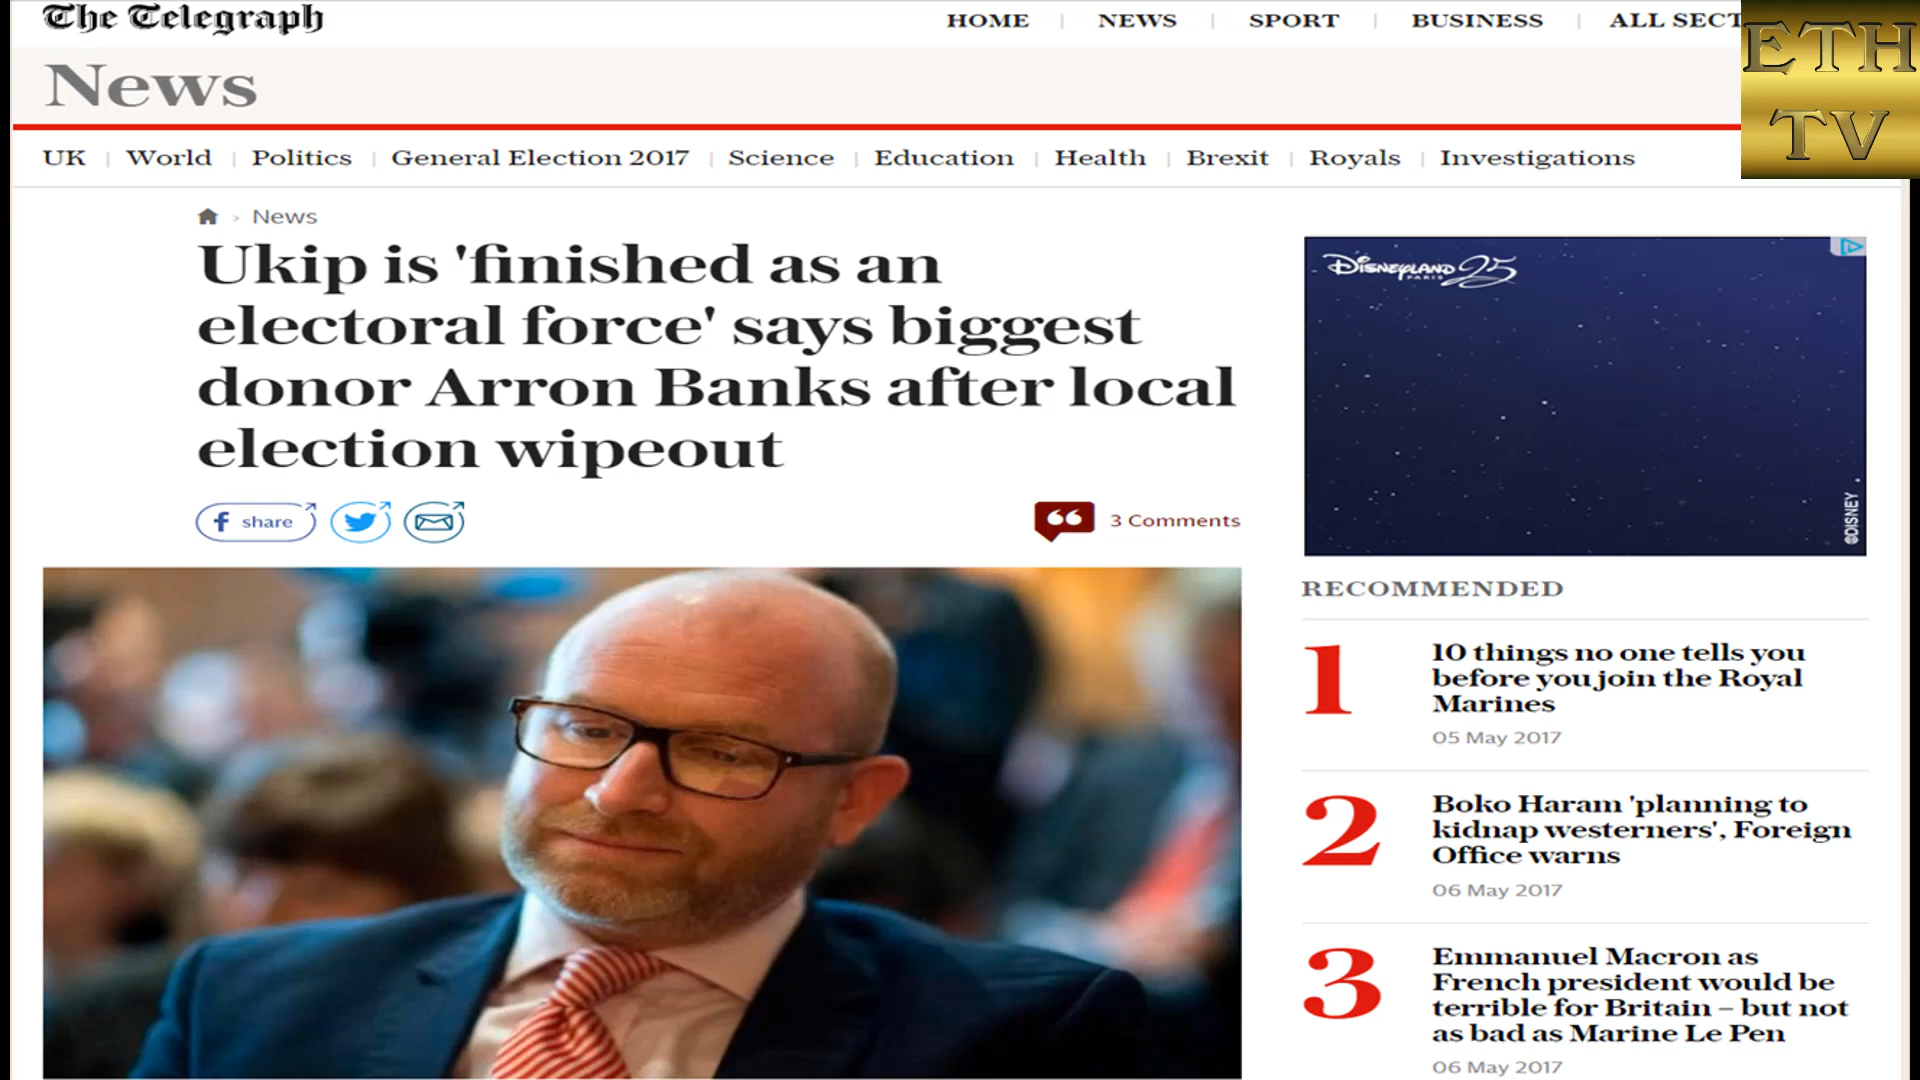 The Telegraph
HOME NEWS SPORT BUSINESS ALL SECT
ETH
TV
News
UK World Politics General Election 2017 Science Education Health Brexit Royals Investigations
> News
Ukip is 'finished as an
electoral force' says biggest
donor Arron Banks after local
election wipeout
f share
3 Comments
DISNEYLAND 25
PARIS
©DISNEY
RECOMMENDED
1
10 things no one tells you
before you join the Royal
Marines
05 May 2017
2
Boko Haram 'planning to
kidnap westerners', Foreign
Office warns
06 May 2017
3
Emmanuel Macron as
French president would be
terrible for Britain – but not
as bad as Marine Le Pen
06 May 2017